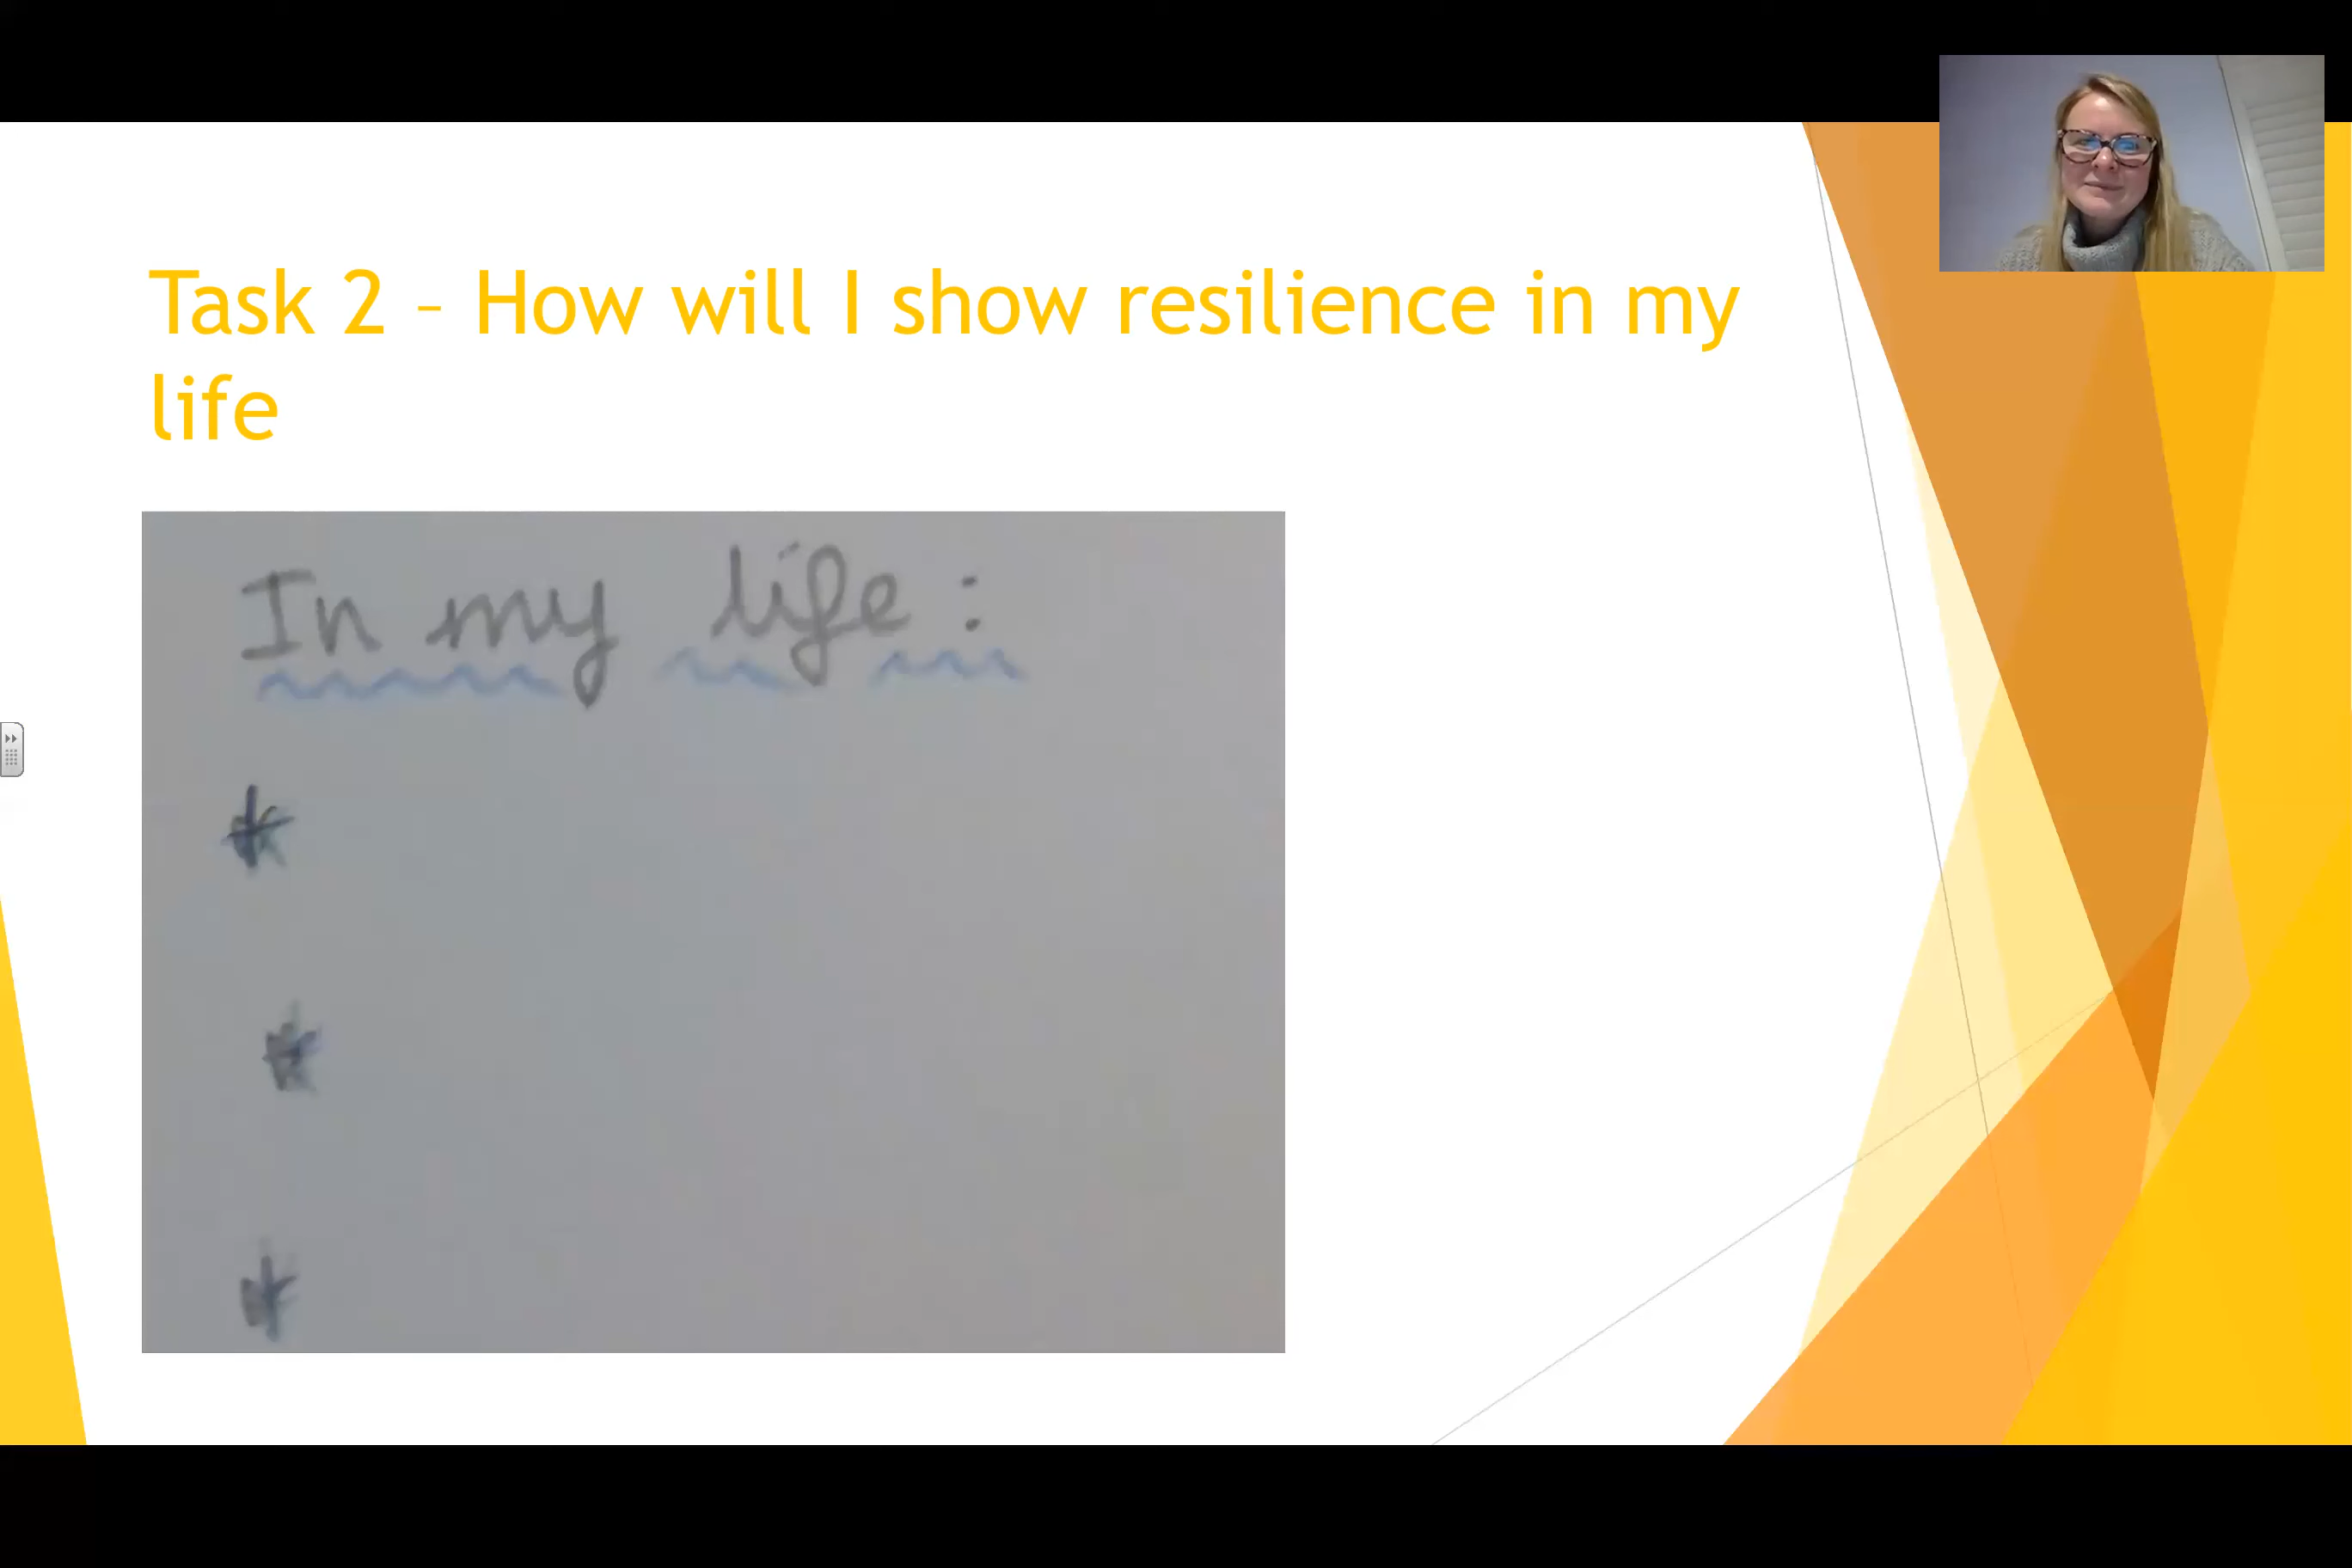 Task 2 – How will I show resilience in my
life
In my life :
*
*
*